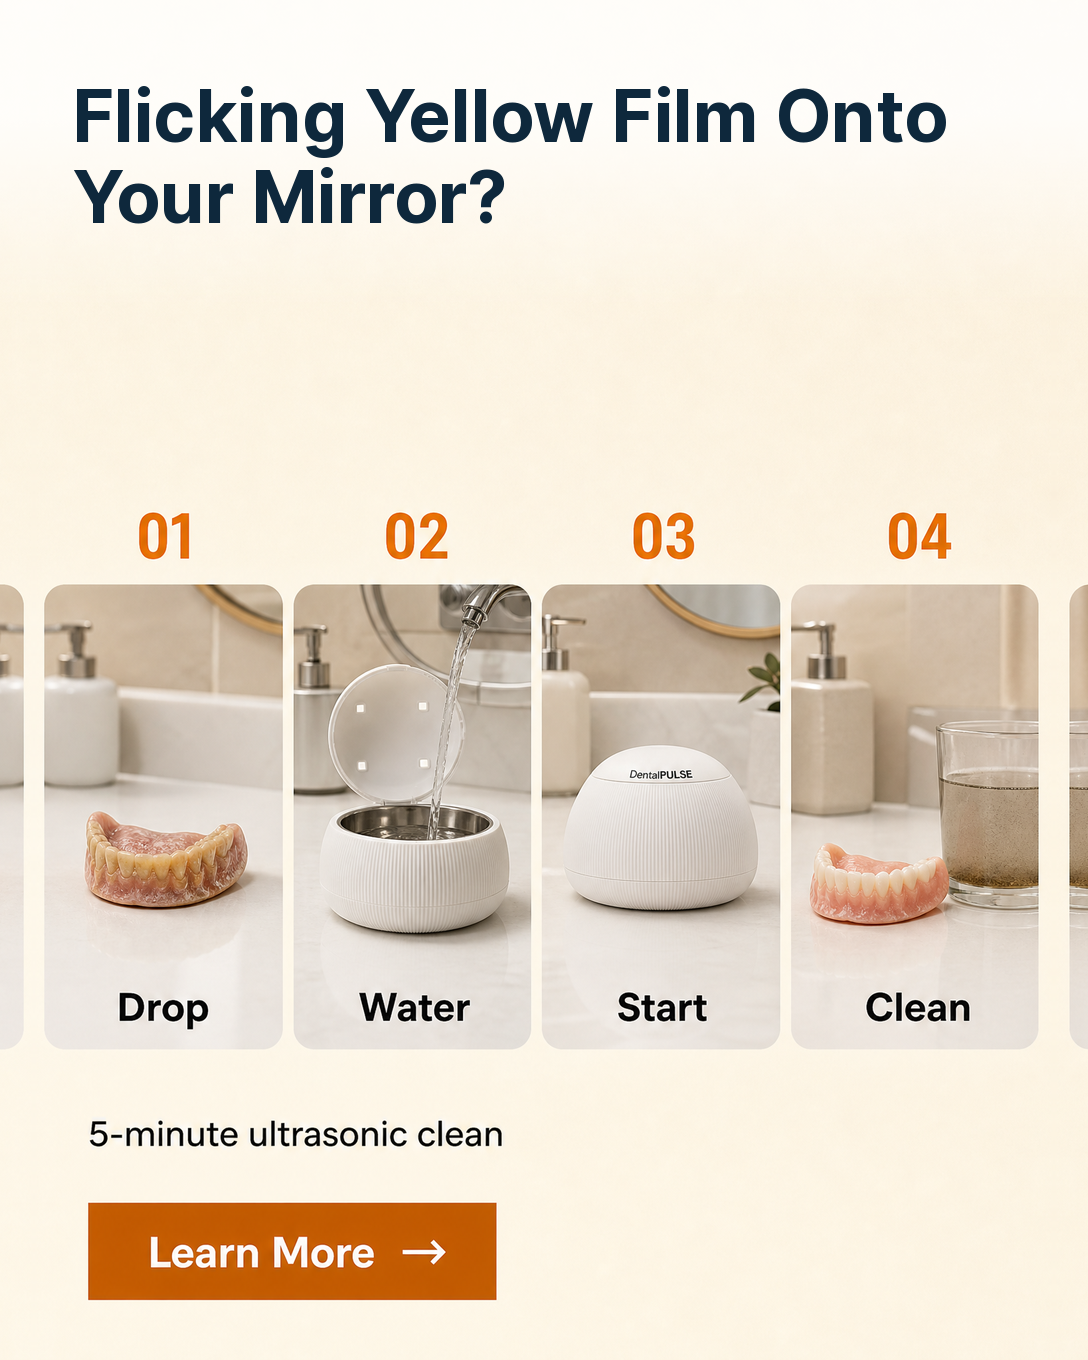 Flicking Yellow Film Onto
Your Mirror?
01
02
03
04
DentalPULSE
Drop
Water
Start
Clean
5-minute ultrasonic clean
Learn More →